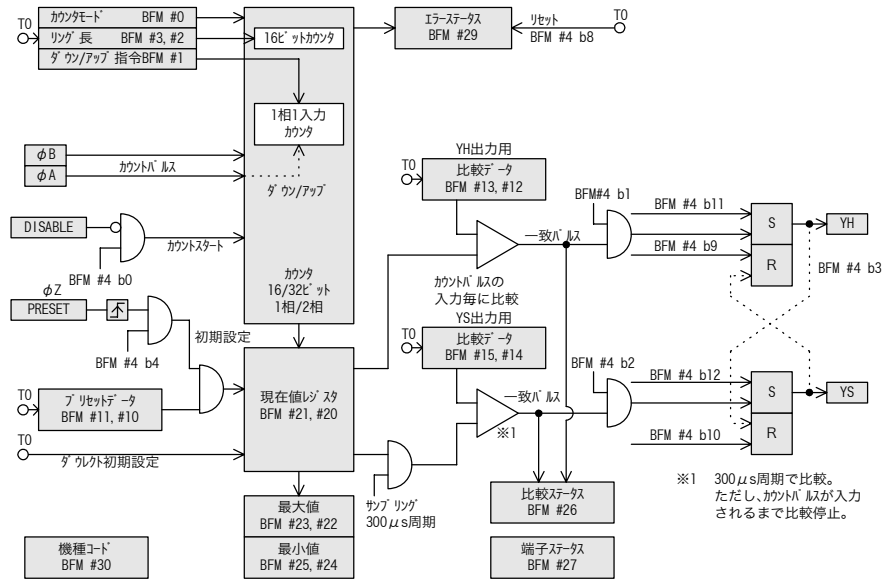 T0
カウンタモード BFM #0
リング長 BFM #3, #2
ダウン/アップ 指令BFM #1
16ビットカウンタ
エラーステータス
BFM #29
リセット
BFM #4 b8
T0
1相1入力
カウンタ
φB
φA
カウントパルス
ダウン/アップ
DISABLE
BFM #4 b0
カウントスタート
カウンタ
16/32ビット
1相/2相
φZ
PRESET
BFM #4 b4
初期設定
T0
プリセットデータ
BFM #11, #10
T0
ダウレクト初期設定
現在値レジスタ
BFM #21, #20
最大値
BFM #23, #22
最小値
BFM #25, #24
機種コード
BFM #30
YH出力用
T0
比較データ
BFM #13, #12
一致パルス
カウントパルスの
入力毎に比較
YS出力用
T0
比較データ
BFM #15, #14
一致パルス
※1
サンプリング
300μs周期
比較ステータス
BFM #26
端子ステータス
BFM #27
BFM#4 b1
BFM #4 b11
BFM #4 b9
S
R
YH
BFM #4 b3
BFM #4 b2
BFM #4 b12
BFM #4 b10
S
R
YS
※1 300μs周期で比較。
ただし、カウントパルスが入力
されるまで比較停止。